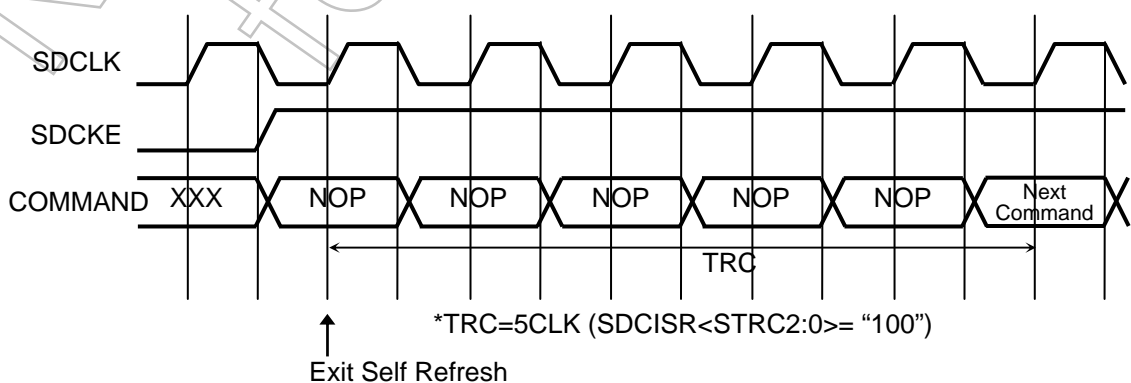 SDCLK
SDCKE
COMMAND XXX NOP NOP NOP NOP NOP Next
Command
TRC
*TRC=5CLK (SDCISR<STRC2:0>= “100”)
Exit Self Refresh